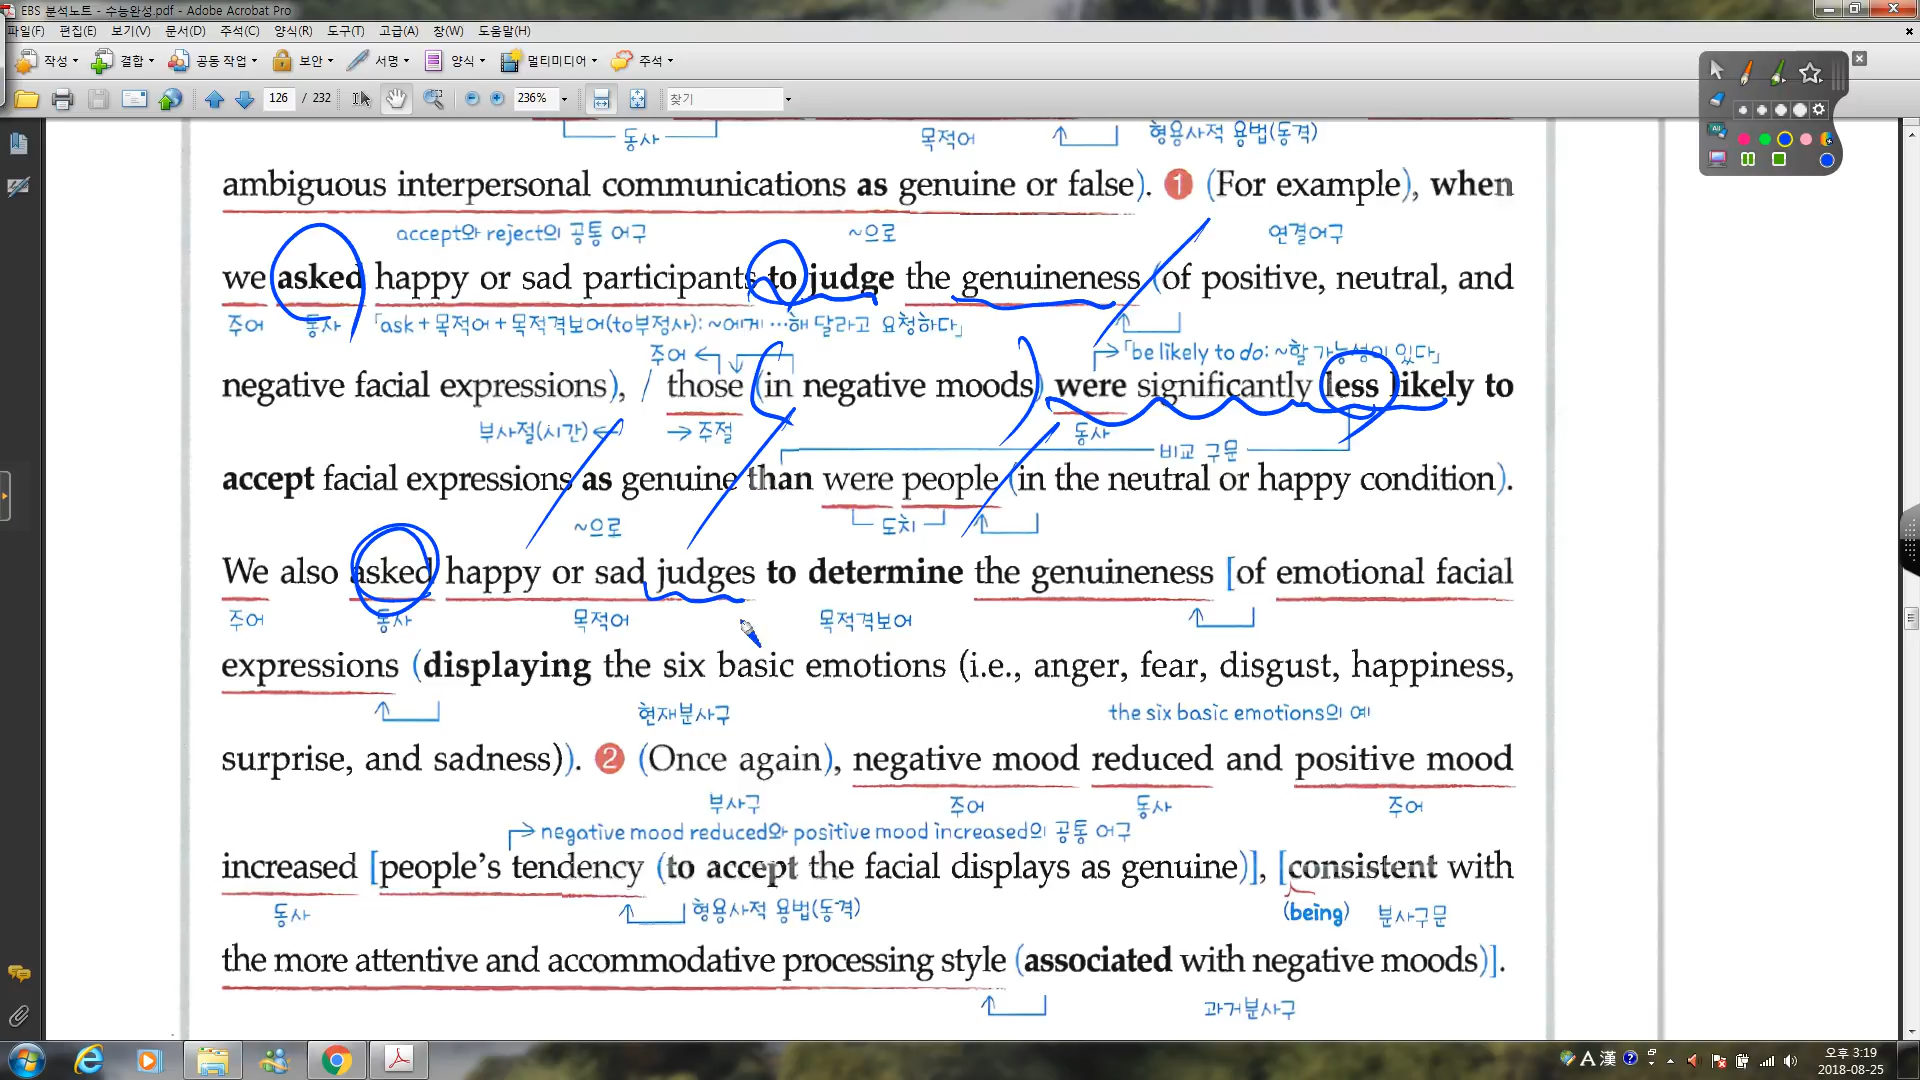 EBS 분석노트 - 수능완성.pdf - Adobe Acrobat Pro
파일(F) 편집(E) 보기(V) 문서(D) 주석(C) 양식(R) 도구(T) 고급(A) 창(W) 도움말(H)
작성 결합 공동 작업 보안 서명 양식 멀티미디어 주석
126 / 232 236% 찾기
동사 목적어 형용사적 용법(동격)
ambiguous interpersonal communications as genuine or false). 1 (For example), when
accept와 reject의 공통 어구 ~으로 연결어구
we asked happy or sad participants to judge the genuineness (of positive, neutral, and
주어 동사 「ask+목적어+목적격보어(to부정사): ~에게 …해 달라고 요청하다」
주어 「be likely to do: ~할 가능성이 있다」
negative facial expressions), / those (in negative moods) were significantly less likely to
부사절(시간) 주절 동사 비교 구문
accept facial expressions as genuine than were people (in the neutral or happy condition).
~으로 도치
We also asked happy or sad judges to determine the genuineness [of emotional facial
주어 동사 목적어 목적격보어
expressions (displaying the six basic emotions (i.e., anger, fear, disgust, happiness,
현재분사구 the six basic emotions의 예
surprise, and sadness)). 2 (Once again), negative mood reduced and positive mood
부사구 주어 동사 주어
negative mood reduced와 positive mood increased의 공통 어구
increased [people's tendency (to accept the facial displays as genuine)], [consistent with
동사 형용사적 용법(동격) (being) 분사구문
the more attentive and accommodative processing style (associated with negative moods)].
과거분사구
A 漢
오후 3:19
2018-08-25